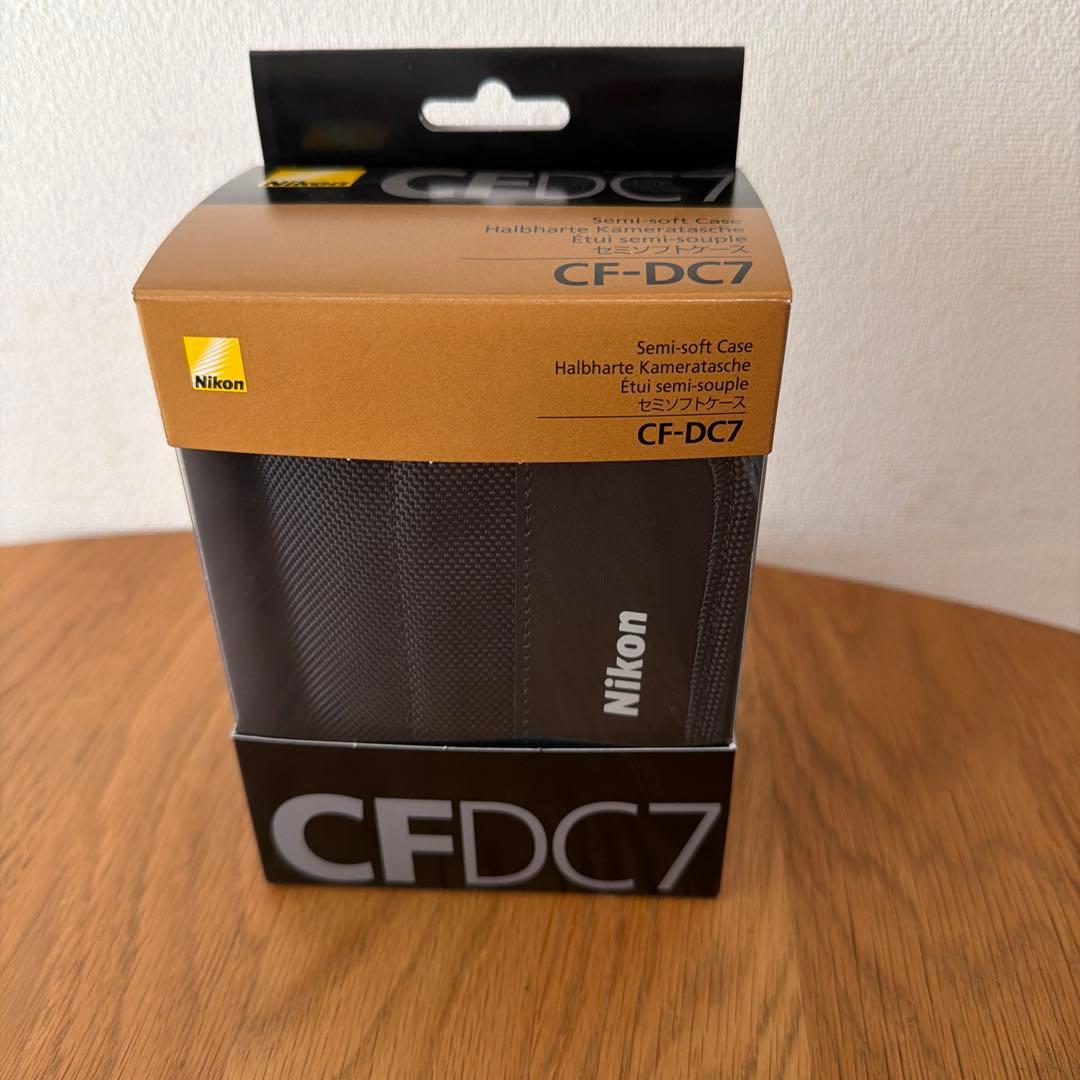 Nikon
CFDC7
Semi-soft Case
Halbharte Kameratasche
Étui semi-souple
セミソフトケース
CF-DC7
Nikon
Semi-soft Case
Halbharte Kameratasche
Étui semi-souple
セミソフトケース
CF-DC7
Nikon
CFDC7